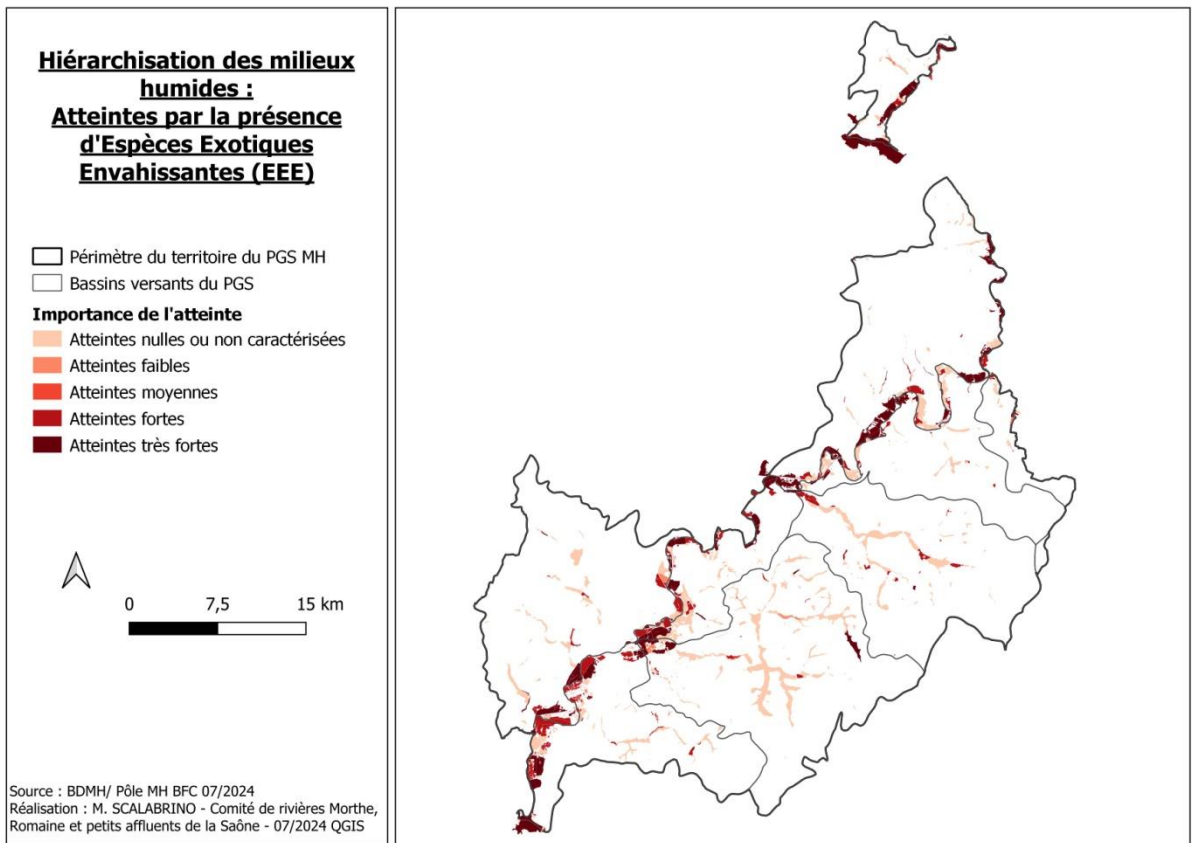 Hiérarchisation des milieux
humides :
Atteintes par la présence
d'Espèces Exotiques
Envahissantes (EEE)
Périmètre du territoire du PGS MH
Bassins versants du PGS
Importance de l'atteinte
Atteintes nulles ou non caractérisées
Atteintes faibles
Atteintes moyennes
Atteintes fortes
Atteintes très fortes
0 7,5 15 km
Source : BDMH/ Pôle MH BFC 07/2024
Réalisation : M. SCALABRINO - Comité de rivières Morthe,
Romaine et petits affluents de la Saône - 07/2024 QGIS